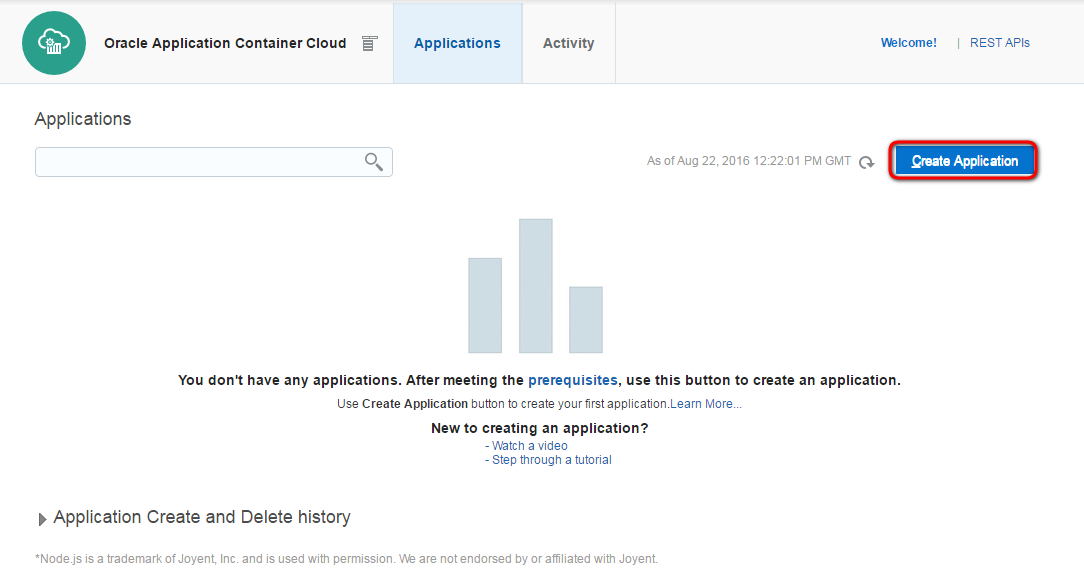 Oracle Application Container Cloud
Applications
Activity
Welcome! | REST APIs
Applications
As of Aug 22, 2016 12:22:01 PM GMT
Create Application
You don't have any applications. After meeting the prerequisites, use this button to create an application.
Use Create Application button to create your first application.Learn More...
New to creating an application?
- Watch a video
- Step through a tutorial
Application Create and Delete history
*Node.js is a trademark of Joyent, Inc. and is used with permission. We are not endorsed by or affiliated with Joyent.